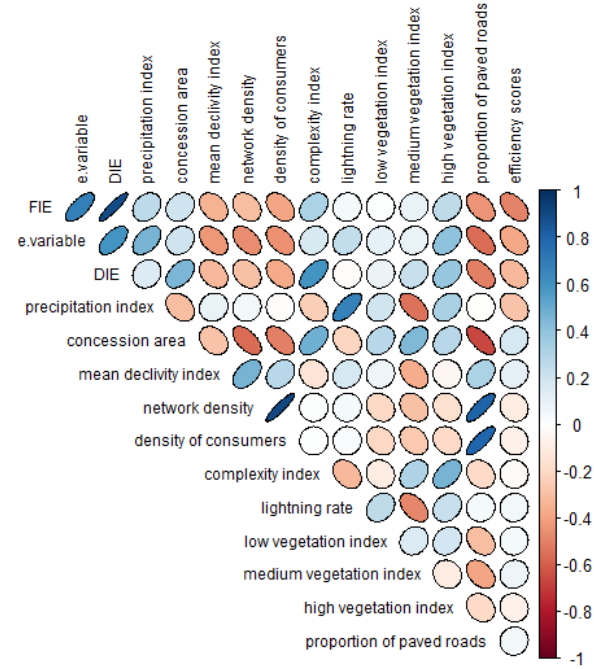 e.variable
DIE
precipitation index
concession area
mean declivity index
network density
density of consumers
complexity index
lightning rate
low vegetation index
medium vegetation index
high vegetation index
proportion of paved roads
efficiency scores
FIE
e.variable
DIE
precipitation index
concession area
mean declivity index
network density
density of consumers
complexity index
lightning rate
low vegetation index
medium vegetation index
high vegetation index
proportion of paved roads
1
0.8
0.6
0.4
0.2
0
-0.2
-0.4
-0.6
-0.8
-1